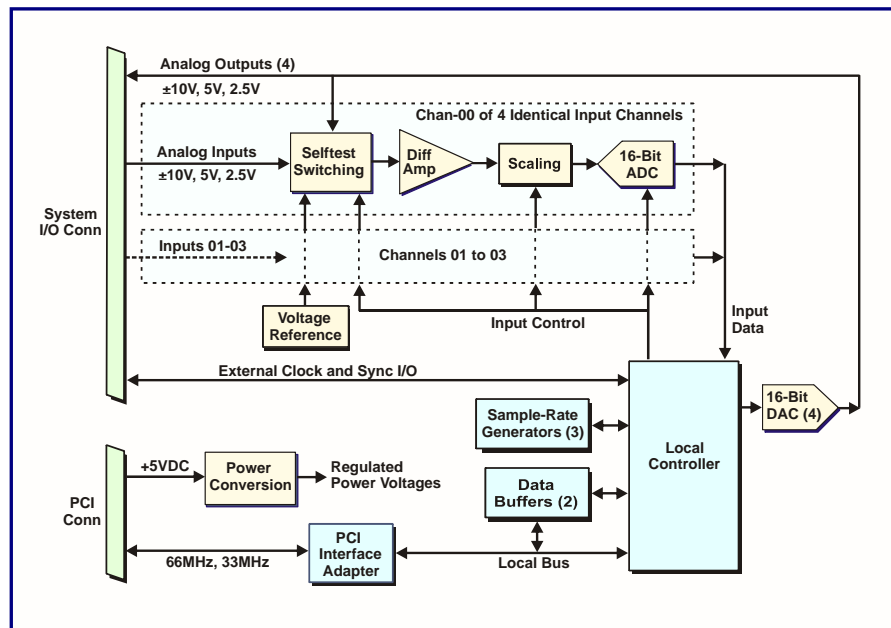 Analog Outputs (4)
±10V, 5V, 2.5V
Chan-00 of 4 Identical Input Channels
Analog Inputs
±10V, 5V, 2.5V
Selftest
Switching
Diff
Amp
Scaling
16-Bit
ADC
System
I/O Conn
Inputs 01-03
Channels 01 to 03
Voltage
Reference
Input Control
Input
Data
External Clock and Sync I/O
16-Bit
DAC (4)
Sample-Rate
Generators (3)
Local
Controller
+5VDC
Power
Conversion
Regulated
Power Voltages
Data
Buffers (2)
PCI
Conn
66MHz, 33MHz
PCI
Interface
Adapter
Local Bus